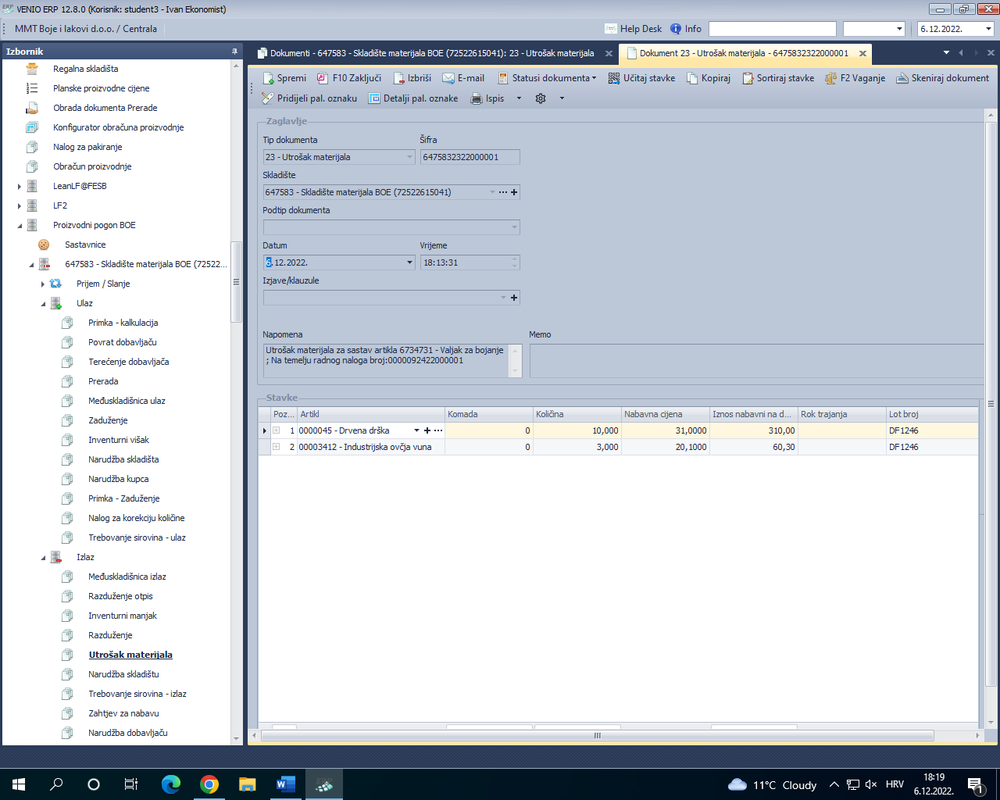 VENIO ERP 12.8.0 (Korisnik: student3 - Ivan Ekonomist)
MMT Boje i lakovi d.o.o. / Centrala
Help Desk
Info
6.12.2022.
Izbornik
Regalna skladišta
Planske proizvodne cijene
Obrada dokumenta Prerade
Konfigurator obračuna proizvodnje
Nalog za pakiranje
Obračun proizvodnje
LeanLF@FESB
LF2
Proizvodni pogon BOE
Sastavnice
647583 - Skladište materijala BOE (72522...
Prijem / Slanje
Ulaz
Primka - kalkulacija
Povrat dobavljaču
Terećenje dobavljača
Prerada
Međuskladišnica ulaz
Zaduženje
Inventurni višak
Narudžba skladišta
Narudžba kupca
Primka - Zaduženje
Nalog za korekciju količine
Trebovanje sirovina - ulaz
Izlaz
Međuskladišnica izlaz
Razduženje otpis
Inventurni manjak
Razduženje
Utrošak materijala
Narudžba skladištu
Trebovanje sirovina - izlaz
Zahtjev za nabavu
Narudžba dobavljaču
Dokumenti - 647583 - Skladište materijala BOE (72522615041): 23 - Utrošak materijala
Dokument 23 - Utrošak materijala - 6475832322000001
Spremi F10 Zaključi Izbriši E-mail Statusi dokumenta Učitaj stavke Kopiraj Sortiraj stavke F2 Vaganje Skeniraj dokument
Pridijeli pal. oznaku Detalji pal. oznake Ispis
Zaglavlje
Tip dokumenta Šifra
23 - Utrošak materijala 6475832322000001
Skladište
647583 - Skladište materijala BOE (72522615041)
Podtip dokumenta
Datum Vrijeme
6.12.2022. 18:13:31
Izjave/klauzule
Napomena Memo
Utrošak materijala za sastav artikla 6734731 - Valjak za bojanje
; Na temelju radnog naloga broj:0000092422000001
Stavke
Poz... Artikl Komada Količina Nabavna cijena Iznos nabavni na d... Rok trajanja Lot broj
1 0000045 - Drvena drška 0 10,000 31,0000 310,00 DF1246
2 00003412 - Industrijska ovčja vuna 0 3,000 20,1000 60,30 DF1246
11°C Cloudy
HRV
18:19
6.12.2022.
1